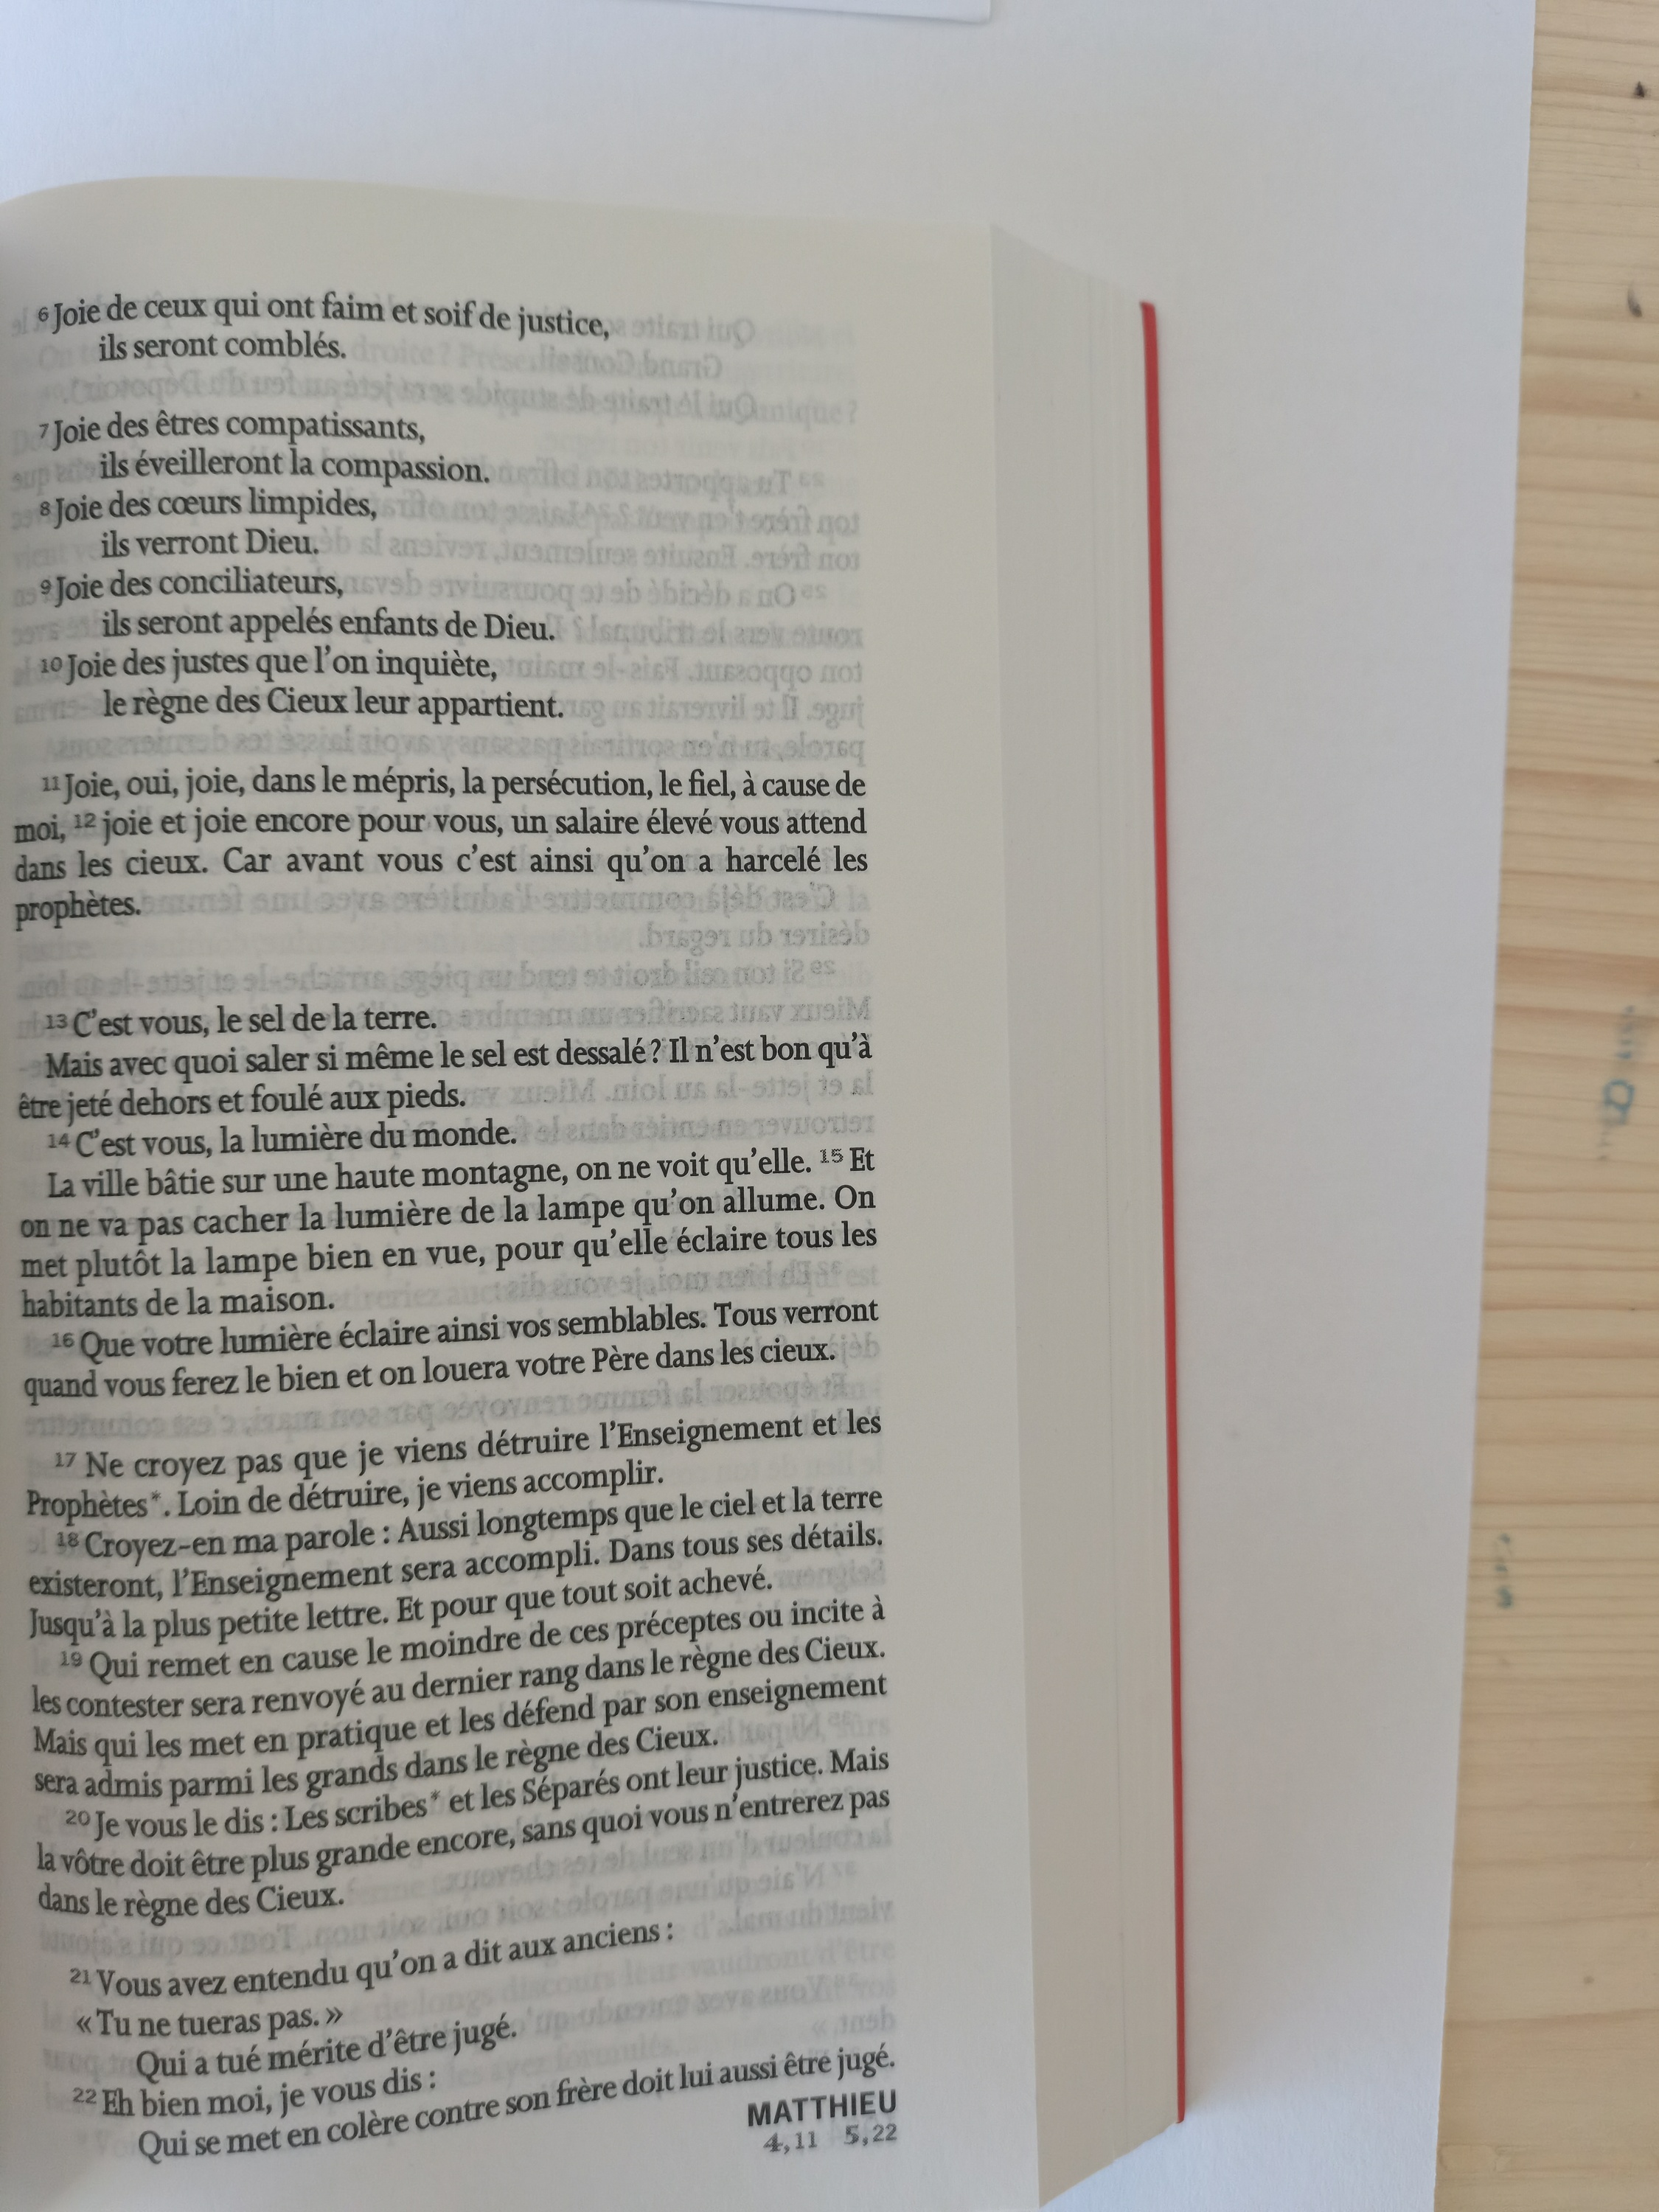 6 Joie de ceux qui ont faim et soif de justice,
ils seront comblés.
7 Joie des êtres compatissants,
ils éveilleront la compassion.
8 Joie des cœurs limpides,
ils verront Dieu.
9 Joie des conciliateurs,
ils seront appelés enfants de Dieu.
10 Joie des justes que l'on inquiète,
le règne des Cieux leur appartient.
11 Joie, oui, joie, dans le mépris, la persécution, le fiel, à cause de
moi, 12 joie et joie encore pour vous, un salaire élevé vous attend
dans les cieux. Car avant vous c'est ainsi qu'on a harcelé les
prophètes.
13 C'est vous, le sel de la terre.
Mais avec quoi saler si même le sel est dessalé ? Il n'est bon qu'à
être jeté dehors et foulé aux pieds.
14 C'est vous, la lumière du monde.
La ville bâtie sur une haute montagne, on ne voit qu'elle. 15 Et
on ne va pas cacher la lumière de la lampe qu'on allume. On
met plutôt la lampe bien en vue, pour qu'elle éclaire tous les
habitants de la maison.
16 Que votre lumière éclaire ainsi vos semblables. Tous verront
quand vous ferez le bien et on louera votre Père dans les cieux.
17 Ne croyez pas que je viens détruire l'Enseignement et les
Prophètes*. Loin de détruire, je viens accomplir.
18 Croyez-en ma parole : Aussi longtemps que le ciel et la terre
existeront, l'Enseignement sera accompli. Dans tous ses détails.
Jusqu'à la plus petite lettre. Et pour que tout soit achevé.
19 Qui remet en cause le moindre de ces préceptes ou incite à
les contester sera renvoyé au dernier rang dans le règne des Cieux.
Mais qui les met en pratique et les défend par son enseignement
sera admis parmi les grands dans le règne des Cieux.
20 Je vous le dis : Les scribes* et les Séparés ont leur justice. Mais
la vôtre doit être plus grande encore, sans quoi vous n'entrerez pas
dans le règne des Cieux.
21 Vous avez entendu qu'on a dit aux anciens :
« Tu ne tueras pas. »
Qui a tué mérite d'être jugé.
22 Eh bien moi, je vous dis :
Qui se met en colère contre son frère doit lui aussi être jugé.
MATTHIEU
4,11 5,22